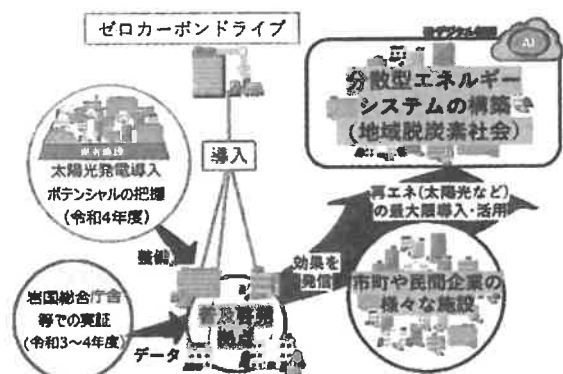 ゼロカーボンドライブ
AI
分散型エネルギー
システムの構築
(地域脱炭素社会)
導入
太陽光発電導入
ポテンシャルの把握
(令和4年度)
再エネ(太陽光など)
の最大限導入・活用
整備
効果を
発信
市町や民間企業の
様々な施設
岩国総合庁舎
等での実証
(令和3～4年度)
データ
拠点